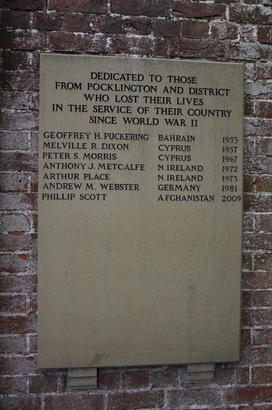 DEDICATED TO THOSE
FROM POCKLINGTON AND DISTRICT
WHO LOST THEIR LIVES
IN THE SERVICE OF THEIR COUNTRY
SINCE WORLD WAR II
GEOFFREY H. PUCKERING BAHRAIN 1953
MELVILLE R. DIXON CYPRUS 1957
PETER S. MORRIS CYPRUS 1967
ANTHONY J. METCALFE N.IRELAND 1972
ARTHUR PLACE N.IRELAND 1973
ANDREW M. WEBSTER GERMANY 1981
PHILLIP SCOTT AFGHANISTAN 2009